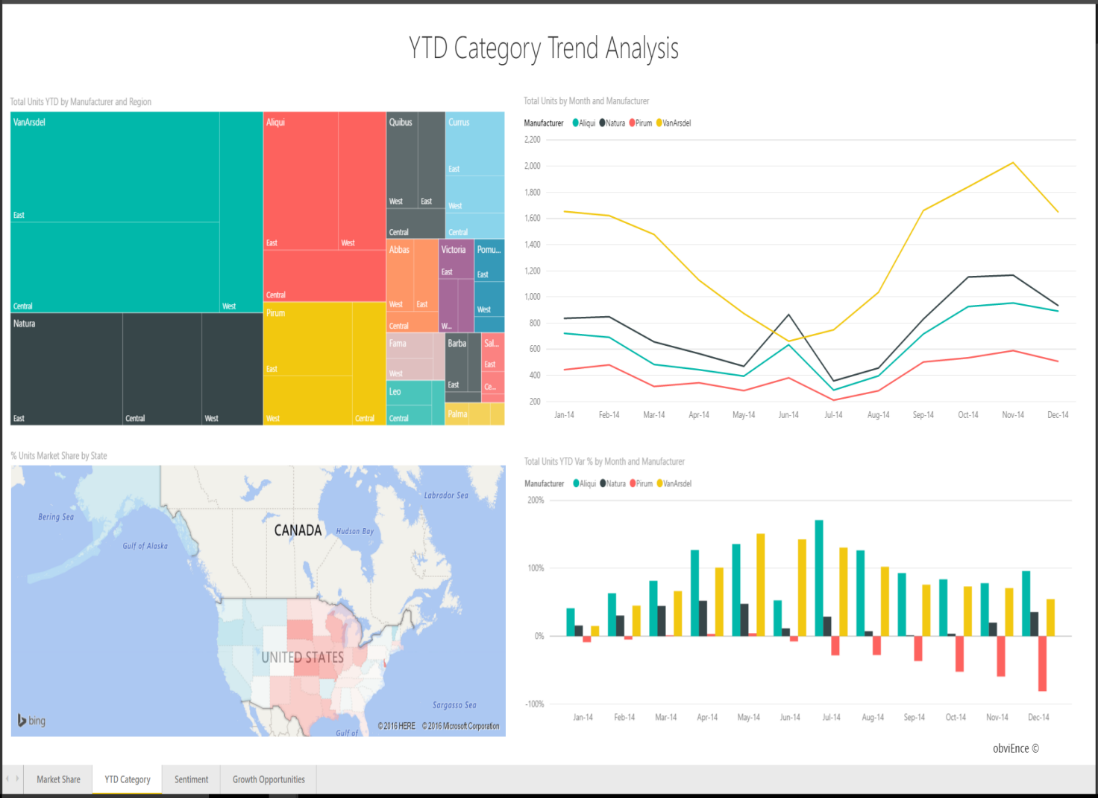 YTD Category Trend Analysis
Total Units YTD by Manufacturer and Region
VanArsdel
East
Central
West
Natura
East
Central
West
Aliqui
East
West
Central
Pirum
East
West
Central
Quibus
West
East
Central
Currus
East
West
Central
Abbas
West
East
Central
Victoria
East
W...
Pomu...
East
West
Fama
West
Leo
Central
Barba
East
Sal...
East
Ce...
Palma
Total Units by Month and Manufacturer
Manufacturer Aliqui Natura Pirum VanArsdel
2,200
2,000
1,800
1,600
1,400
1,200
1,000
800
600
400
200
Jan-14 Feb-14 Mar-14 Apr-14 May-14 Jun-14 Jul-14 Aug-14 Sep-14 Oct-14 Nov-14 Dec-14
% Units Market Share by State
Bering Sea
Gulf of Alaska
CANADA
Hudson Bay
Labrador Sea
UNITED STATES
Sargasso Sea
Gulf of
bing
© 2016 HERE © 2016 Microsoft Corporation
Total Units YTD Var % by Month and Manufacturer
Manufacturer Aliqui Natura Pirum VanArsdel
200%
100%
0%
-100%
Jan-14 Feb-14 Mar-14 Apr-14 May-14 Jun-14 Jul-14 Aug-14 Sep-14 Oct-14 Nov-14 Dec-14
obviEnce ©
Market Share YTD Category Sentiment Growth Opportunities